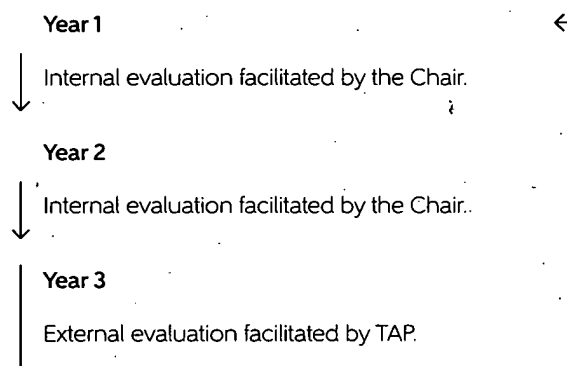 Year 1
Internal evaluation facilitated by the Chair.
Year 2
Internal evaluation facilitated by the Chair.
Year 3
External evaluation facilitated by TAP.